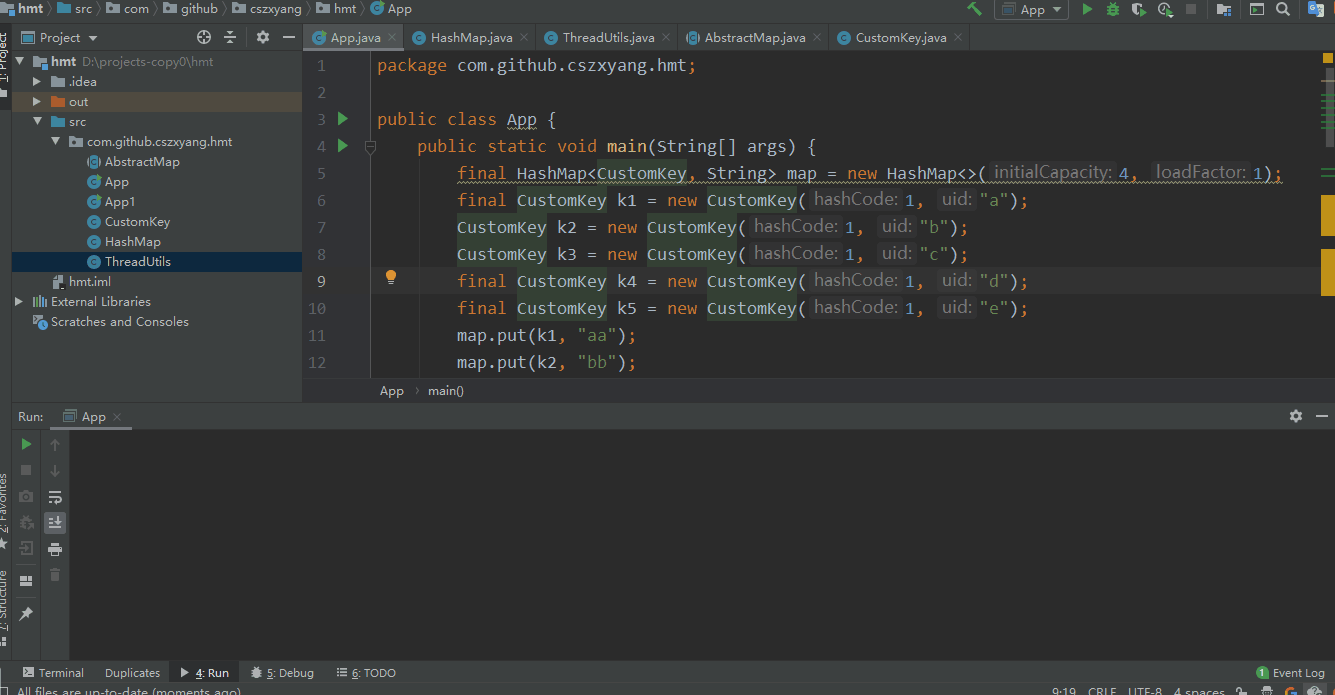 hmt src com github cszxyang hmt App
App
Project
App.java HashMap.java ThreadUtils.java AbstractMap.java CustomKey.java
1: Project
hmt D:\projects-copy0\hmt
.idea
out
src
com.github.cszxyang.hmt
AbstractMap
App
App1
CustomKey
HashMap
ThreadUtils
hmt.iml
External Libraries
Scratches and Consoles
1 package com.github.cszxyang.hmt;
2
3 public class App {
4 public static void main(String[] args) {
5 final HashMap<CustomKey, String> map = new HashMap<>( initialCapacity: 4, loadFactor: 1);
6 final CustomKey k1 = new CustomKey( hashCode: 1, uid: "a");
7 CustomKey k2 = new CustomKey( hashCode: 1, uid: "b");
8 CustomKey k3 = new CustomKey( hashCode: 1, uid: "c");
9 final CustomKey k4 = new CustomKey( hashCode: 1, uid: "d");
10 final CustomKey k5 = new CustomKey( hashCode: 1, uid: "e");
11 map.put(k1, "aa");
12 map.put(k2, "bb");
App main()
Run: App
2: Favorites
7: Structure
Terminal Duplicates 4: Run 5: Debug 6: TODO 1 Event Log
All files are up-to-date (moments ago) 9:19 CRLF UTF-8 4 spaces